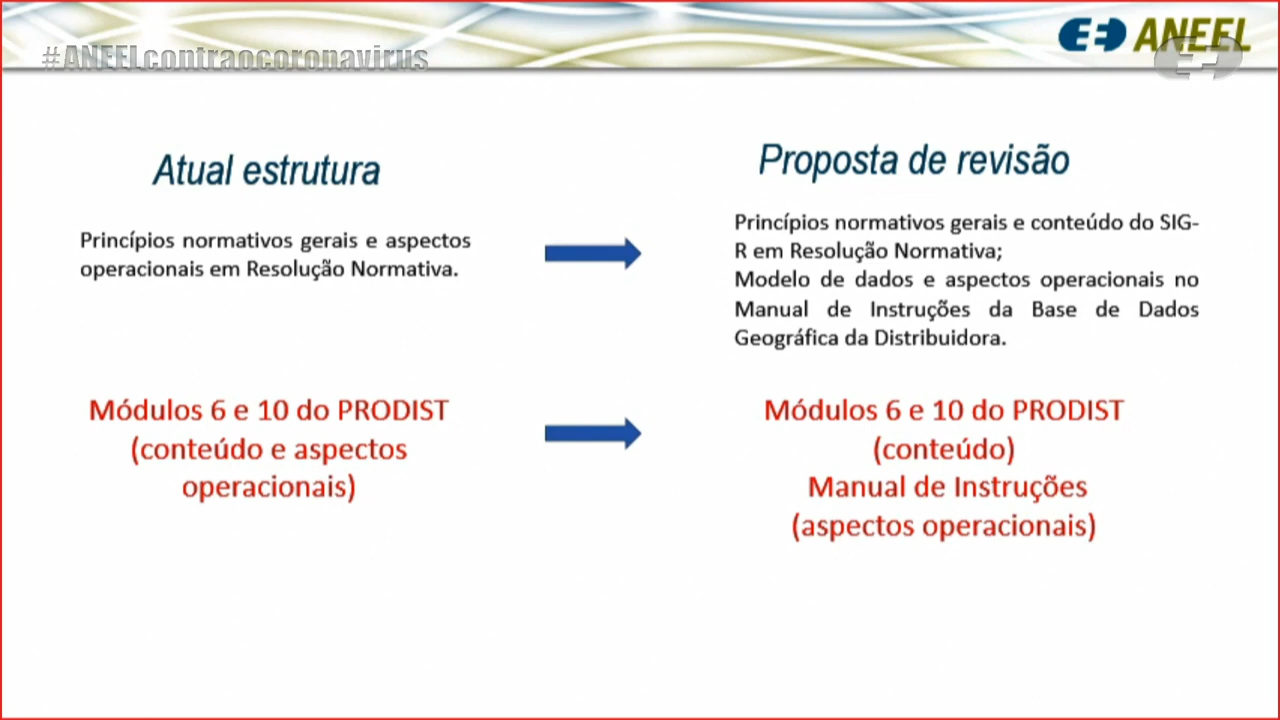 #ANEELcontraocoronavirus
ANEEL
Atual estrutura
Princípios normativos gerais e aspectos
operacionais em Resolução Normativa.
Módulos 6 e 10 do PRODIST
(conteúdo e aspectos
operacionais)
Proposta de revisão
Princípios normativos gerais e conteúdo do SIG-
R em Resolução Normativa;
Modelo de dados e aspectos operacionais no
Manual de Instruções da Base de Dados
Geográfica da Distribuidora.
Módulos 6 e 10 do PRODIST
(conteúdo)
Manual de Instruções
(aspectos operacionais)